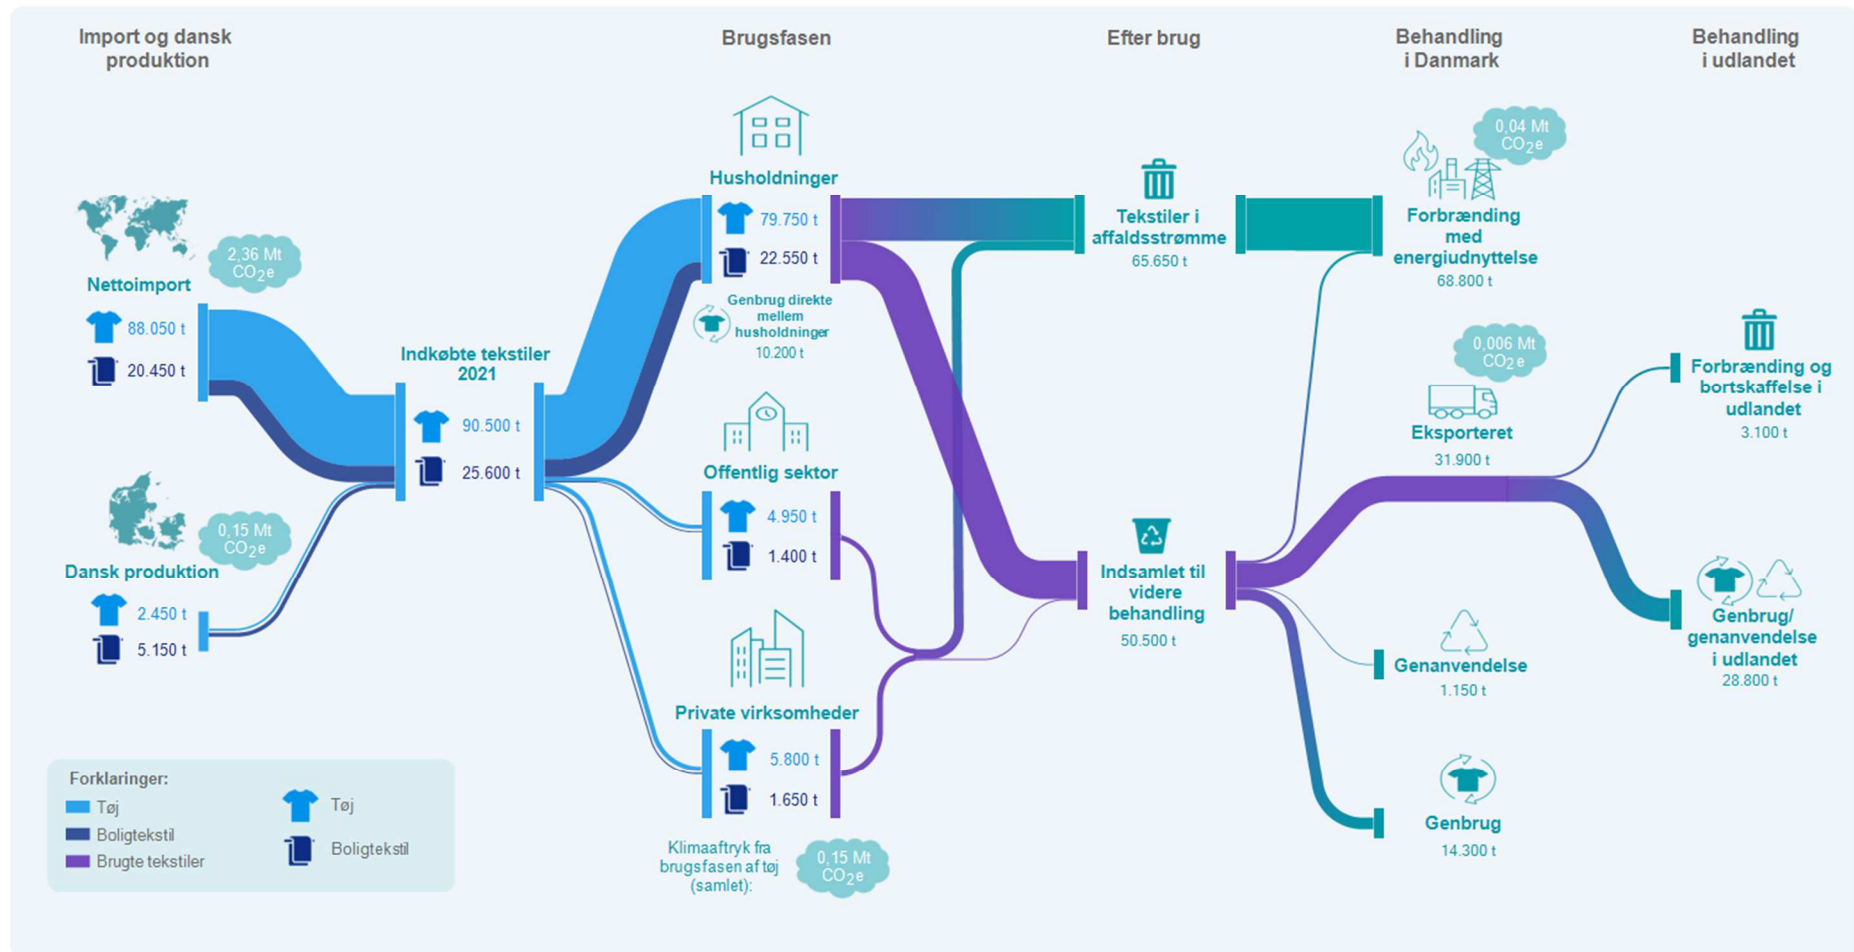 Import og dansk
produktion
Brugsfasen
Efter brug
Behandling
i Danmark
Behandling
i udlandet
2,36 Mt
CO2e
Nettoimport
88.050 t
20.450 t
0,15 Mt
CO2e
Dansk produktion
2.450 t
5.150 t
Indkøbte tekstiler
2021
90.500 t
25.600 t
Husholdninger
79.750 t
22.550 t
Genbrug direkte
mellem
husholdninger
10.200 t
Offentlig sektor
4.950 t
1.400 t
Private virksomheder
5.800 t
1.650 t
Klimaaftryk fra
brugsfasen af tøj
(samlet):
0,15 Mt
CO2e
Tekstiler i
affaldsstrømme
65.650 t
Indsamlet til
videre
behandling
50.500 t
0,04 Mt
CO2e
Forbrænding
med
energiudnyttelse
68.800 t
0,006 Mt
CO2e
Eksporteret
31.900 t
Genanvendelse
1.150 t
Genbrug
14.300 t
Forbrænding og
bortskaffelse i
udlandet
3.100 t
Genbrug/
genanvendelse
i udlandet
28.800 t
Forklaringer:
Tøj
Boligtekstil
Brugte tekstiler
Tøj
Boligtekstil